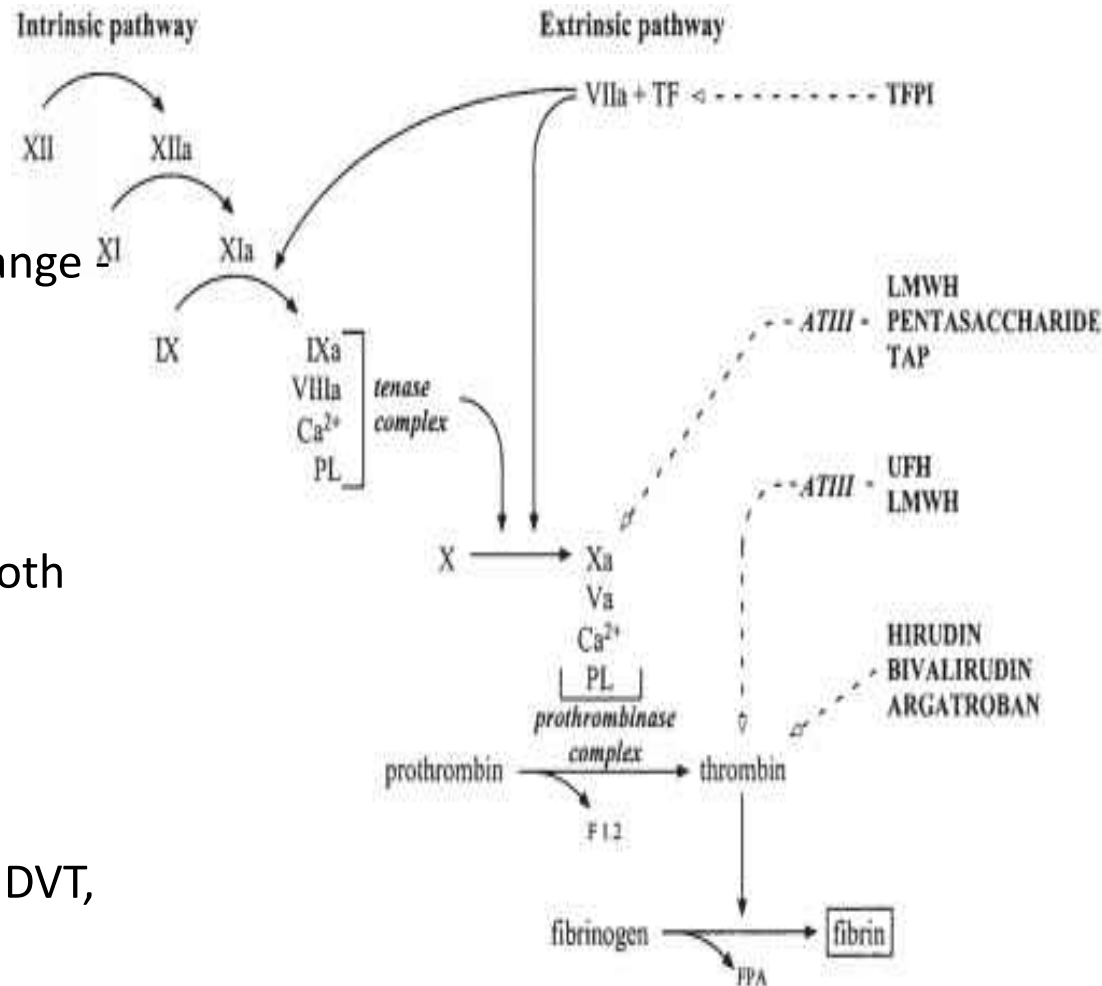 Intrinsic pathway
Extrinsic pathway
VIIa + TF
TFPI
XII
XIIa
XI
XIa
ange -
IX
IXa
VIIIa
Ca²⁺
PL
tenase
complex
LMWH
ATIII
PENTASACCHARIDE
TAP
UFH
ATIII
LMWH
X
Xa
Va
Ca²⁺
PL
prothrombinase
complex
oth
HIRUDIN
BIVALIRUDIN
ARGATROBAN
prothrombin
thrombin
F 1.2
DVT,
fibrinogen
fibrin
FPA